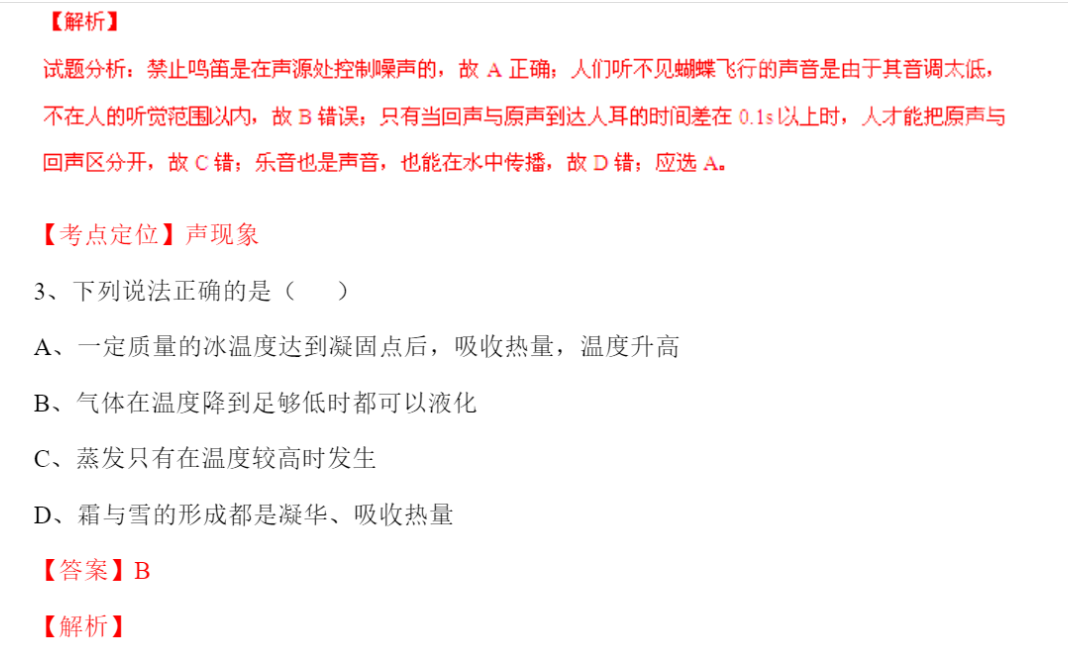 【解析】
试题分析：禁止鸣笛是在声源处控制噪声的，故 A 正确；人们听不见蝴蝶飞行的声音是由于其音调太低，
不在人的听觉范围以内，故 B 错误；只有当回声与原声到达人耳的时间差在 0.1s 以上时，人才能把原声与
回声区分开，故 C 错；乐音也是声音，也能在水中传播，故 D 错；应选 A。
【考点定位】声现象
3、下列说法正确的是（ ）
A、一定质量的冰温度达到凝固点后，吸收热量，温度升高
B、气体在温度降到足够低时都可以液化
C、蒸发只有在温度较高时发生
D、霜与雪的形成都是凝华、吸收热量
【答案】B
【解析】